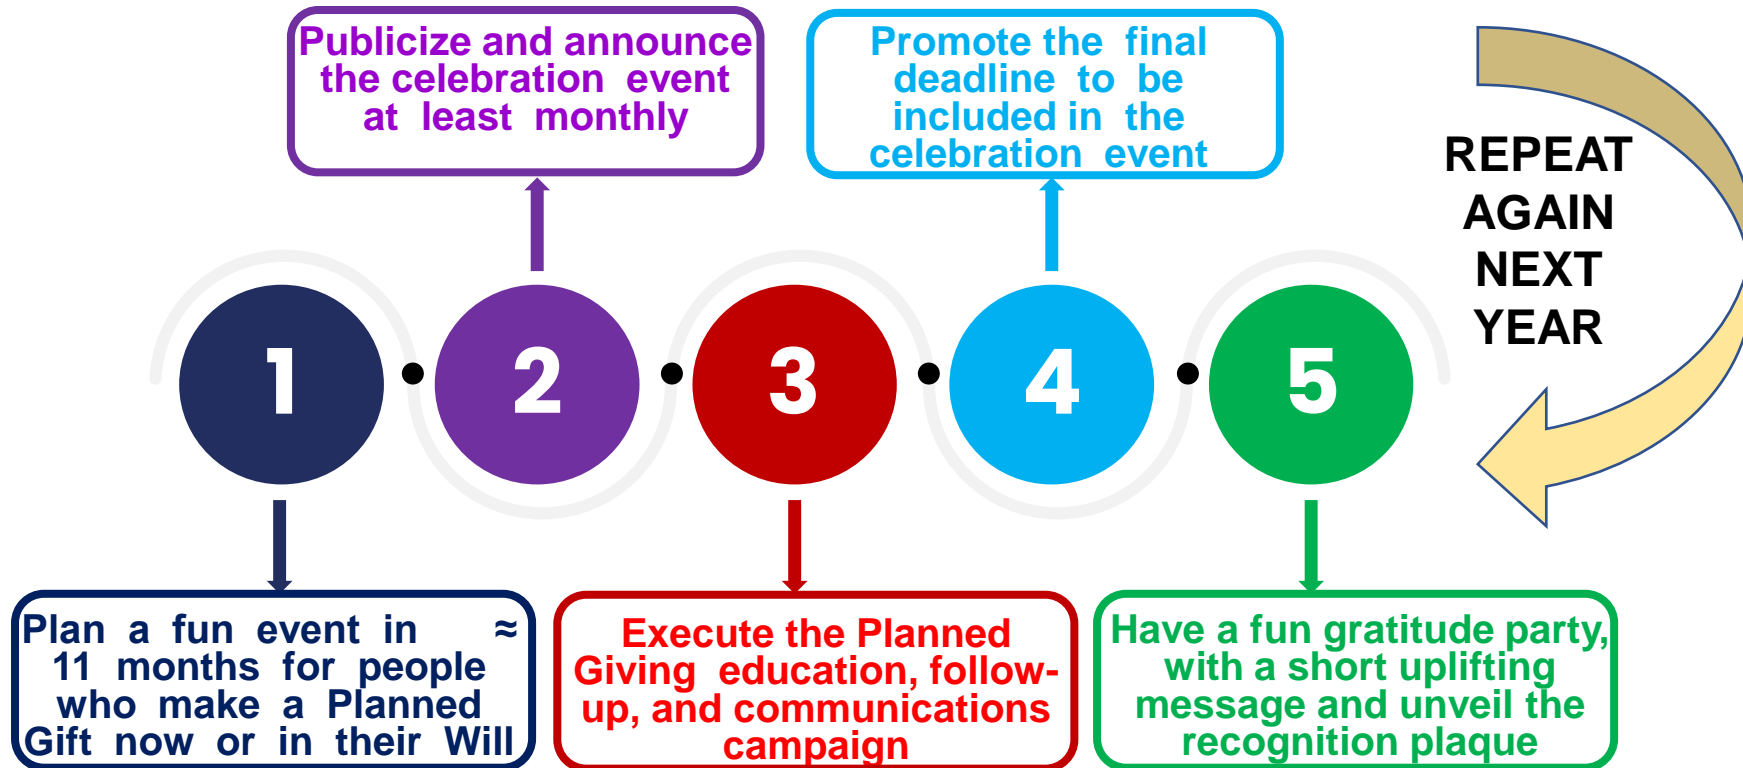 Publicize and announce
the celebration event
at least monthly
Promote the final
deadline to be
included in the
celebration event
REPEAT
AGAIN
NEXT
YEAR
1
2
3
4
5
Plan a fun event in ≈
11 months for people
who make a Planned
Gift now or in their Will
Execute the Planned
Giving education, follow-
up, and communications
campaign
Have a fun gratitude party,
with a short uplifting
message and unveil the
recognition plaque